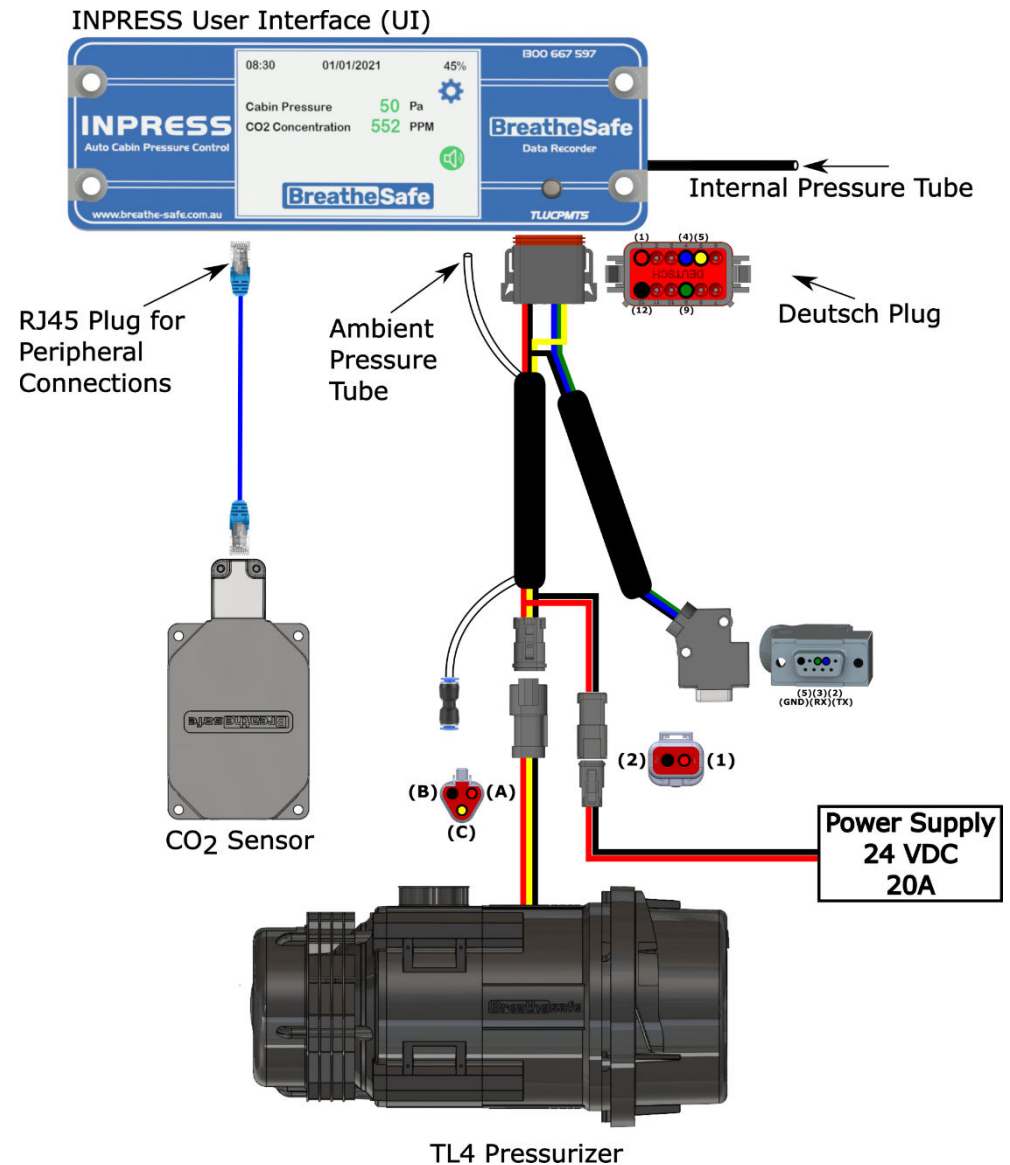 INPRESS User Interface (UI)
1300 667 597
08:30 01/01/2021 45%
Cabin Pressure 50 Pa
CO2 Concentration 552 PPM
INPRESS
Auto Cabin Pressure Control
BreatheSafe
Data Recorder
BreatheSafe
www.breathe-safe.com.au
TLUCPMTS
Internal Pressure Tube
(1) (4)(5)
DEUTSCH
(12) (9)
Deutsch Plug
RJ45 Plug for
Peripheral
Connections
Ambient
Pressure
Tube
(5)(3)(2)
(GND)(RX)(TX)
Breathesafe
CO2 Sensor
(B) (A)
(C)
(2) (1)
Power Supply
24 VDC
20A
Breathesafe
TL4 Pressurizer